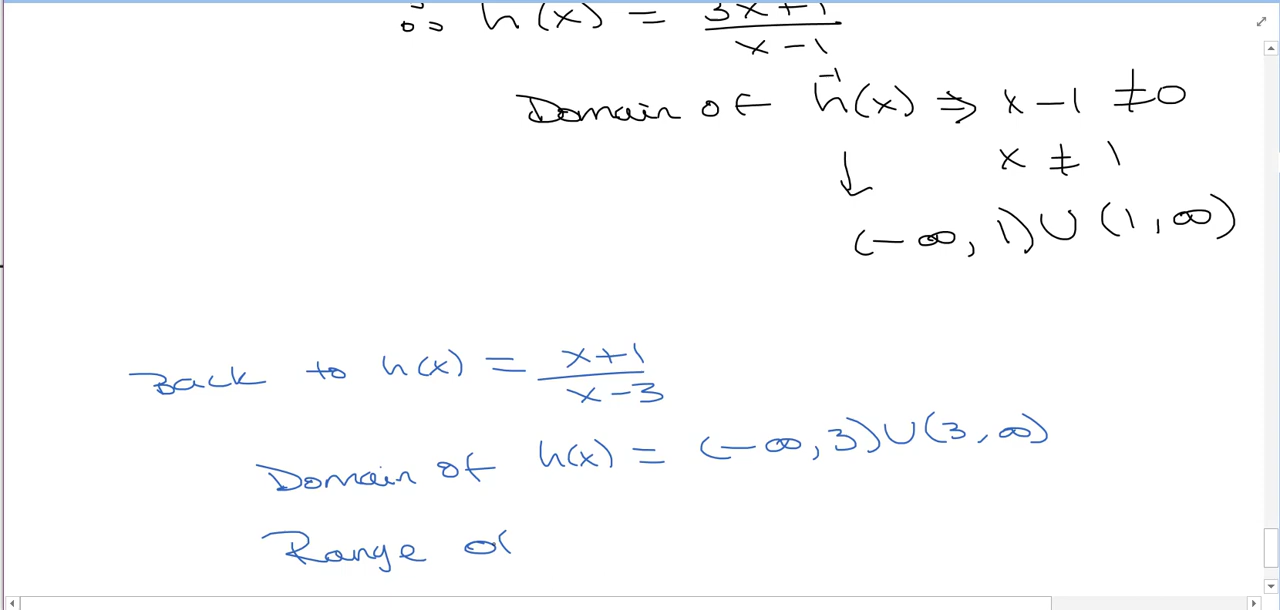 ∴ h(x) = 3x+1
x-1
Domain of h⁻¹(x) ⇒ x-1 ≠0
↓ x ≠ 1
(-∞, 1)∪(1,∞)
Back to h(x) = x+1
x-3
Domain of h(x) = (-∞,3)∪(3,∞)
Range of